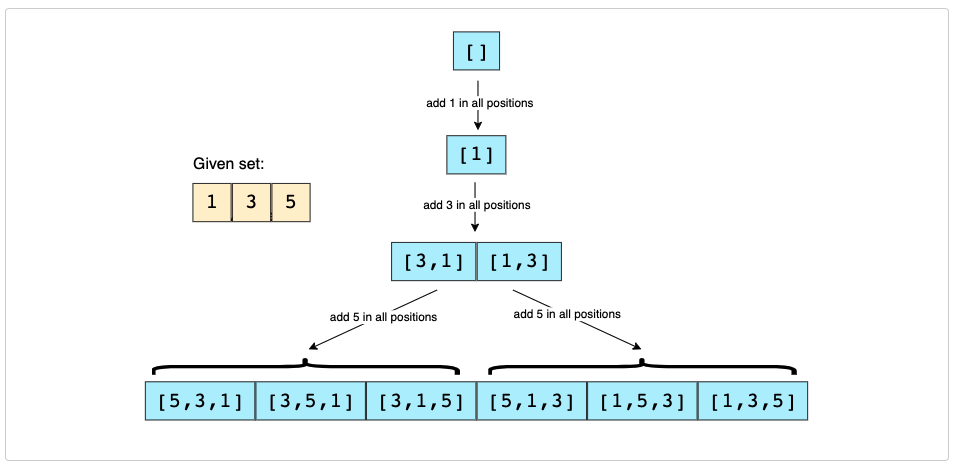 []
add 1 in all positions
[1]
Given set:
1 3 5
add 3 in all positions
[3,1] [1,3]
add 5 in all positions
add 5 in all positions
[5,3,1] [3,5,1] [3,1,5] [5,1,3] [1,5,3] [1,3,5]